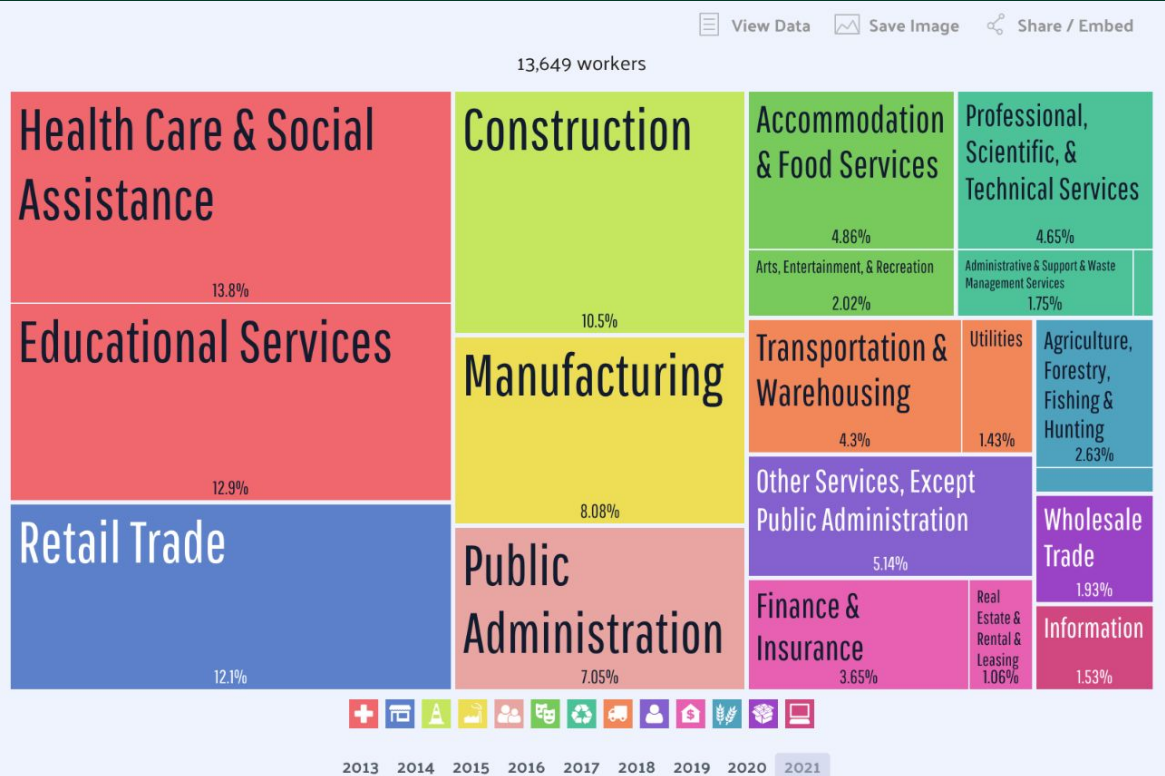 View Data
Save Image
Share / Embed
13,649 workers
Health Care & Social
Assistance
13.8%
Educational Services
12.9%
Retail Trade
12.1%
Construction
10.5%
Manufacturing
8.08%
Public
Administration
7.05%
Accommodation
& Food Services
4.86%
Arts, Entertainment, & Recreation
2.02%
Professional,
Scientific, &
Technical Services
4.65%
Administrative & Support & Waste
Management Services
1.75%
Transportation &
Warehousing
4.3%
Utilities
1.43%
Agriculture,
Forestry,
Fishing &
Hunting
2.63%
Other Services, Except
Public Administration
5.14%
Wholesale
Trade
1.93%
Finance &
Insurance
3.65%
Real
Estate &
Rental &
Leasing
1.06%
Information
1.53%
2013 2014 2015 2016 2017 2018 2019 2020 2021